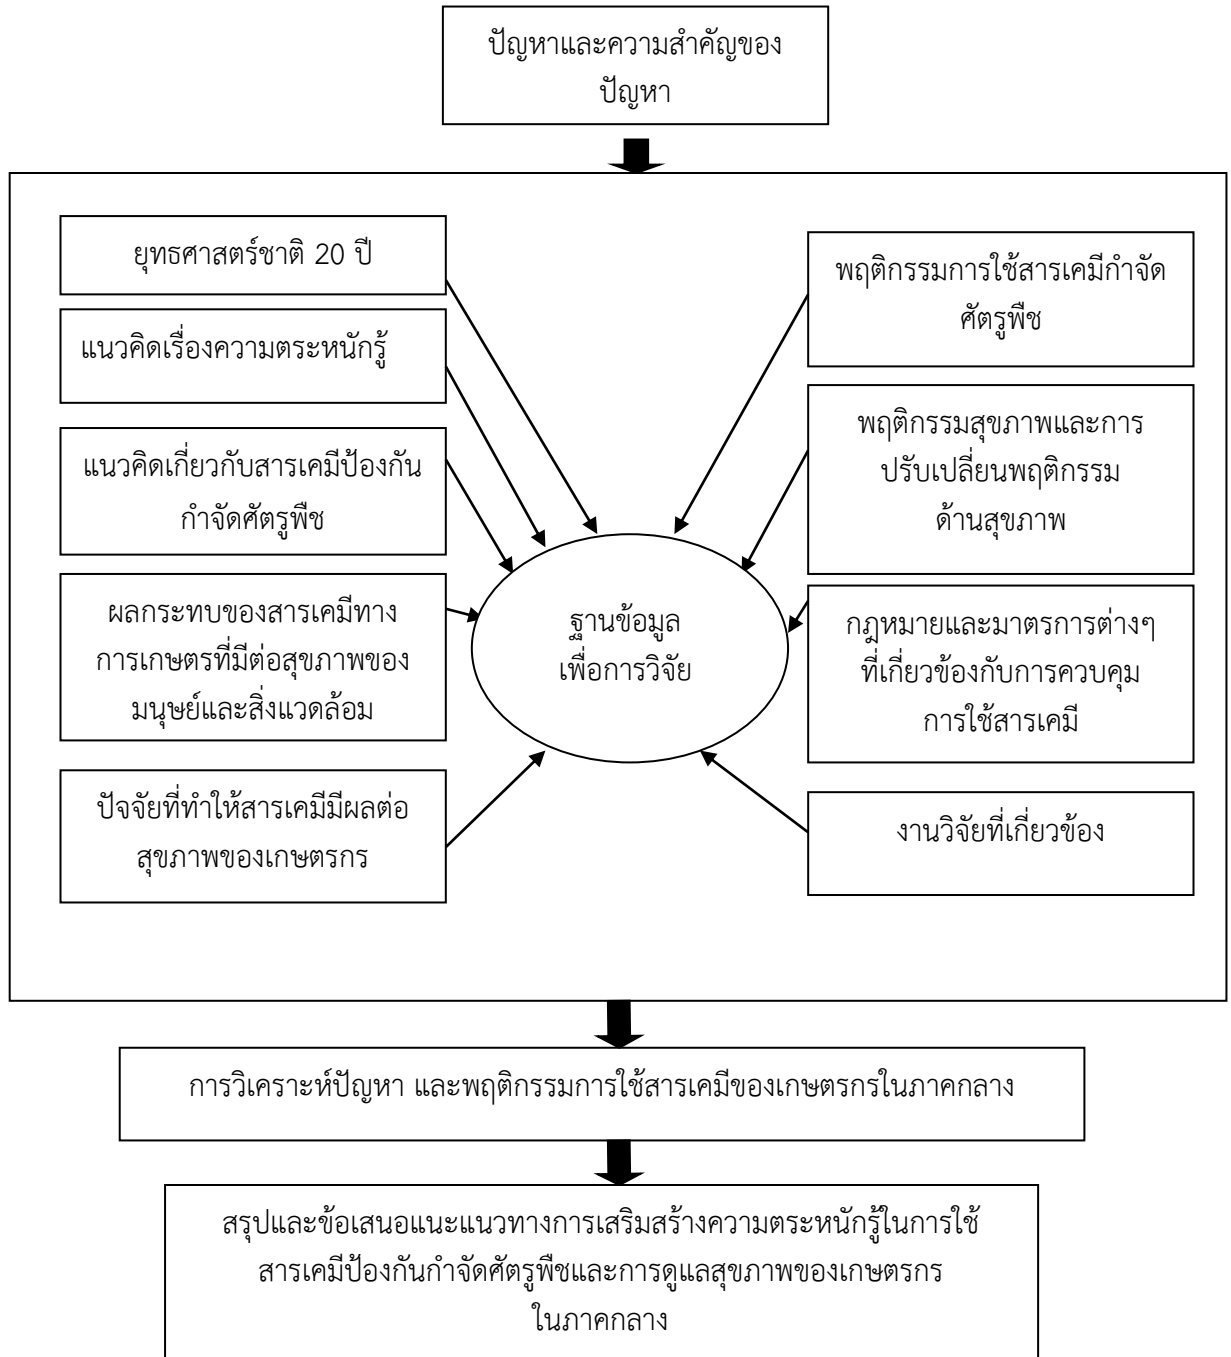 ปัญหาและความสำคัญของ
ปัญหา
ยุทธศาสตร์ชาติ 20 ปี
แนวคิดเรื่องความตระหนักรู้
แนวคิดเกี่ยวกับสารเคมีป้องกัน
กำจัดศัตรูพืช
ผลกระทบของสารเคมีทาง
การเกษตรที่มีต่อสุขภาพของ
มนุษย์และสิ่งแวดล้อม
ปัจจัยที่ทำให้สารเคมีมีผลต่อ
สุขภาพของเกษตรกร
ฐานข้อมูล
เพื่อการวิจัย
พฤติกรรมการใช้สารเคมีกำจัด
ศัตรูพืช
พฤติกรรมสุขภาพและการ
ปรับเปลี่ยนพฤติกรรม
ด้านสุขภาพ
กฎหมายและมาตรการต่างๆ
ที่เกี่ยวข้องกับการควบคุม
การใช้สารเคมี
งานวิจัยที่เกี่ยวข้อง
การวิเคราะห์ปัญหา และพฤติกรรมการใช้สารเคมีของเกษตรกรในภาคกลาง
สรุปและข้อเสนอแนะแนวทางการเสริมสร้างความตระหนักรู้ในการใช้
สารเคมีป้องกันกำจัดศัตรูพืชและการดูแลสุขภาพของเกษตรกร
ในภาคกลาง